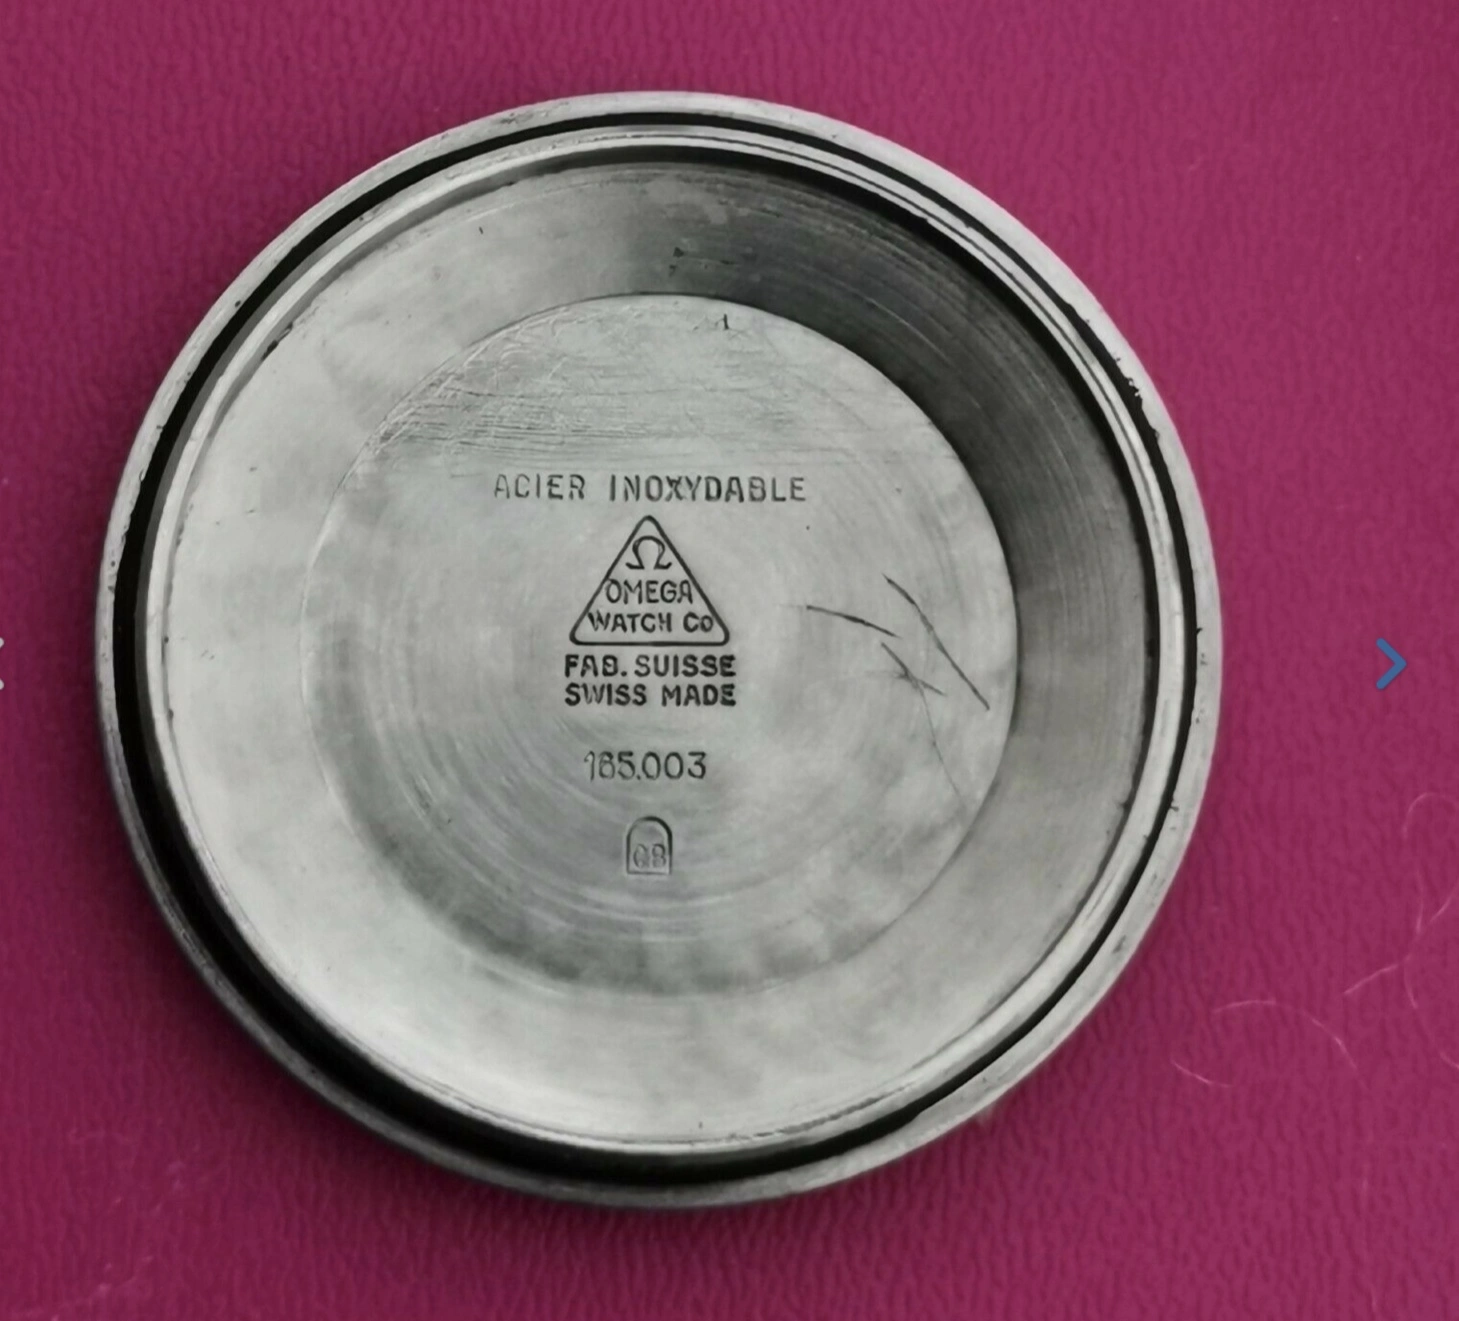 ACIER INOXYDABLE
Ω
OMEGA
WATCH Co
FAB. SUISSE
SWISS MADE
165.003
CB